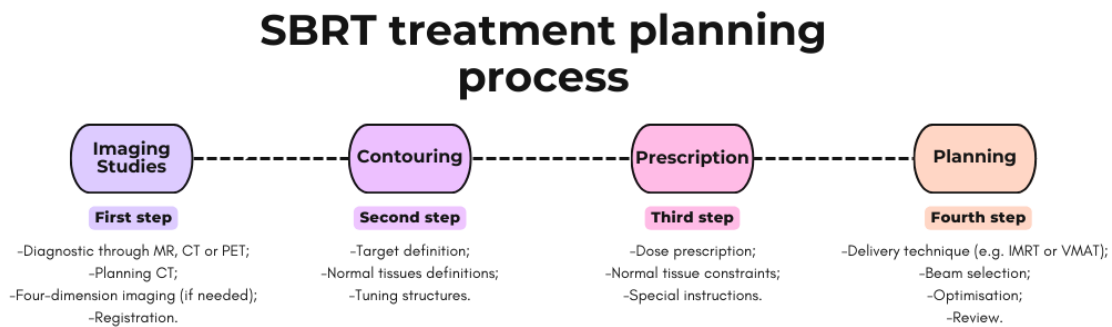 SBRT treatment planning
process
Imaging
Studies
Contouring
Prescription
Planning
First step
Second step
Third step
Fourth step
-Diagnostic through MR, CT or PET;
-Planning CT;
-Four-dimension imaging (if needed);
-Registration.
-Target definition;
-Normal tissues definitions;
-Tuning structures.
-Dose prescription;
-Normal tissue constraints;
-Special instructions.
-Delivery technique (e.g. IMRT or VMAT);
-Beam selection;
-Optimisation;
-Review.